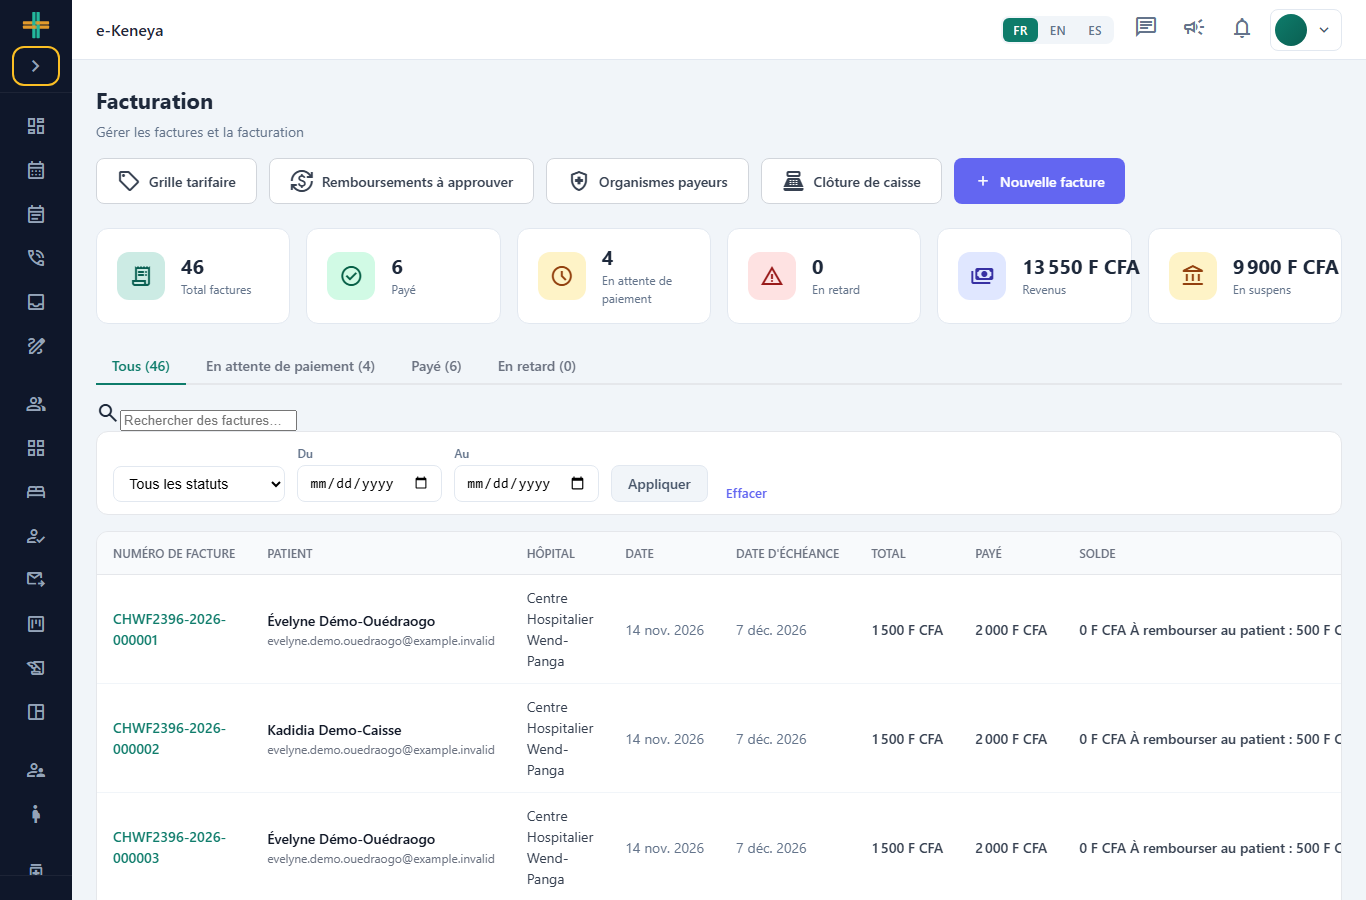 e-Keneya
FR EN ES
Facturation
Gérer les factures et la facturation
Grille tarifaire
Remboursements à approuver
Organismes payeurs
Clôture de caisse
+ Nouvelle facture
46
Total factures
6
Payé
4
En attente de
paiement
0
En retard
13 550 F CFA
Revenus
9 900 F CFA
En suspens
Tous (46)
En attente de paiement (4)
Payé (6)
En retard (0)
Rechercher des factures...
Tous les statuts
Du
mm/dd/yyyy
Au
mm/dd/yyyy
Appliquer
Effacer
NUMÉRO DE FACTURE PATIENT HÔPITAL DATE DATE D'ÉCHÉANCE TOTAL PAYÉ SOLDE
CHWF2396-2026-
000001
Évelyne Démo-Ouédraogo
evelyne.demo.ouedraogo@example.invalid
Centre
Hospitalier
Wend-
Panga
14 nov. 2026
7 déc. 2026
1 500 F CFA
2 000 F CFA
0 F CFA À rembourser au patient : 500 F C
CHWF2396-2026-
000002
Kadidia Demo-Caisse
evelyne.demo.ouedraogo@example.invalid
Centre
Hospitalier
Wend-
Panga
14 nov. 2026
7 déc. 2026
1 500 F CFA
2 000 F CFA
0 F CFA À rembourser au patient : 500 F C
CHWF2396-2026-
000003
Évelyne Démo-Ouédraogo
evelyne.demo.ouedraogo@example.invalid
Centre
Hospitalier
Wend-
Panga
14 nov. 2026
7 déc. 2026
1 500 F CFA
2 000 F CFA
0 F CFA À rembourser au patient : 500 F C